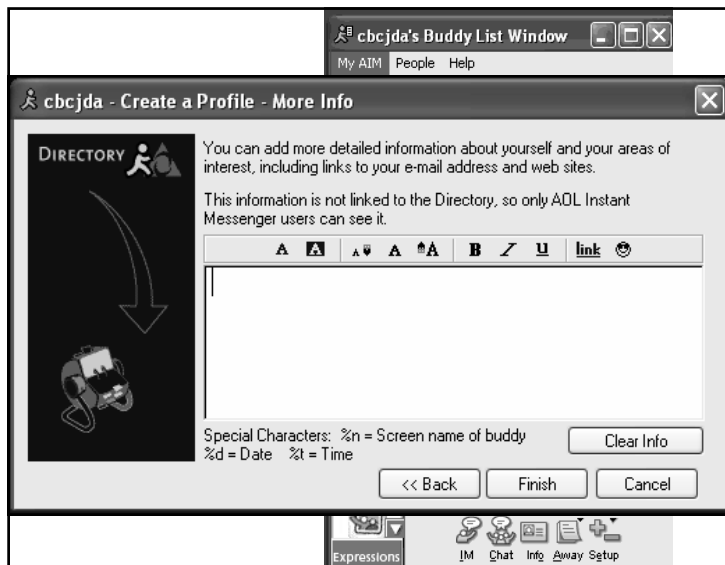 cbcjda's Buddy List Window
My AIM People Help
cbcjda - Create a Profile - More Info
DIRECTORY
You can add more detailed information about yourself and your areas of
interest, including links to your e-mail address and web sites.
This information is not linked to the Directory, so only AOL Instant
Messenger users can see it.
A A A A A B I U link
Special Characters: %n = Screen name of buddy
%d = Date %t = Time
Clear Info
<< Back Finish Cancel
Expressions IM Chat Info Away Setup